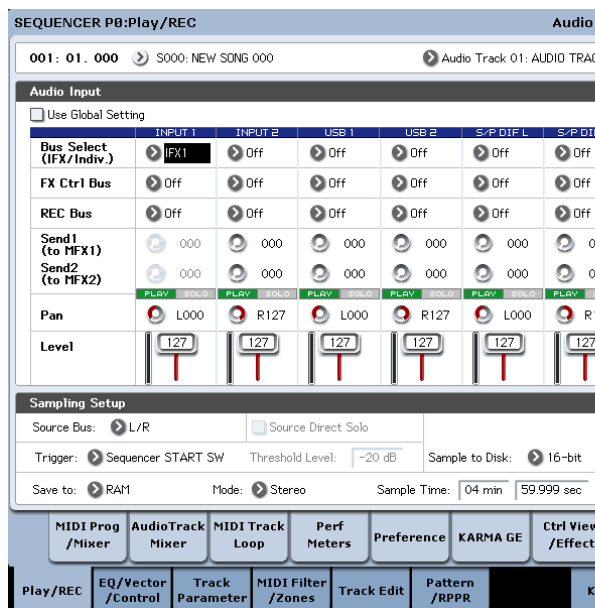 SEQUENCER P0:Play/REC Audio
001: 01. 000 S000: NEW SONG 000 Audio Track 01: AUDIO TRAC
Audio Input
Use Global Setting
INPUT 1 INPUT 2 USB 1 USB 2 S/P DIF L S/P DI
Bus Select
(IFX/Indiv.) IFX1 Off Off Off Off Off
FX Ctrl Bus Off Off Off Off Off Off
REC Bus Off Off Off Off Off Off
Send1
(to MFX1) 000 000 000 000 000 0
Send2
(to MFX2) 000 000 000 000 000 0
PLAY SOLO PLAY SOLO PLAY SOLO PLAY SOLO PLAY SOLO PLAY
Pan L000 R127 L000 R127 L000 R1
Level 127 127 127 127 127 127
Sampling Setup
Source Bus: L/R Source Direct Solo
Trigger: Sequencer START SW Threshold Level: -20 dB Sample to Disk: 16-bit
Save to: RAM Mode: Stereo Sample Time: 04 min 59.999 sec
MIDI Prog
/Mixer AudioTrack
Mixer MIDI Track
Loop Perf
Meters Preference KARMA GE Ctrl View
/Effect
Play/REC EQ/Vector
/Control Track
Parameter MIDI Filter
/Zones Track Edit Pattern
/RPPR K